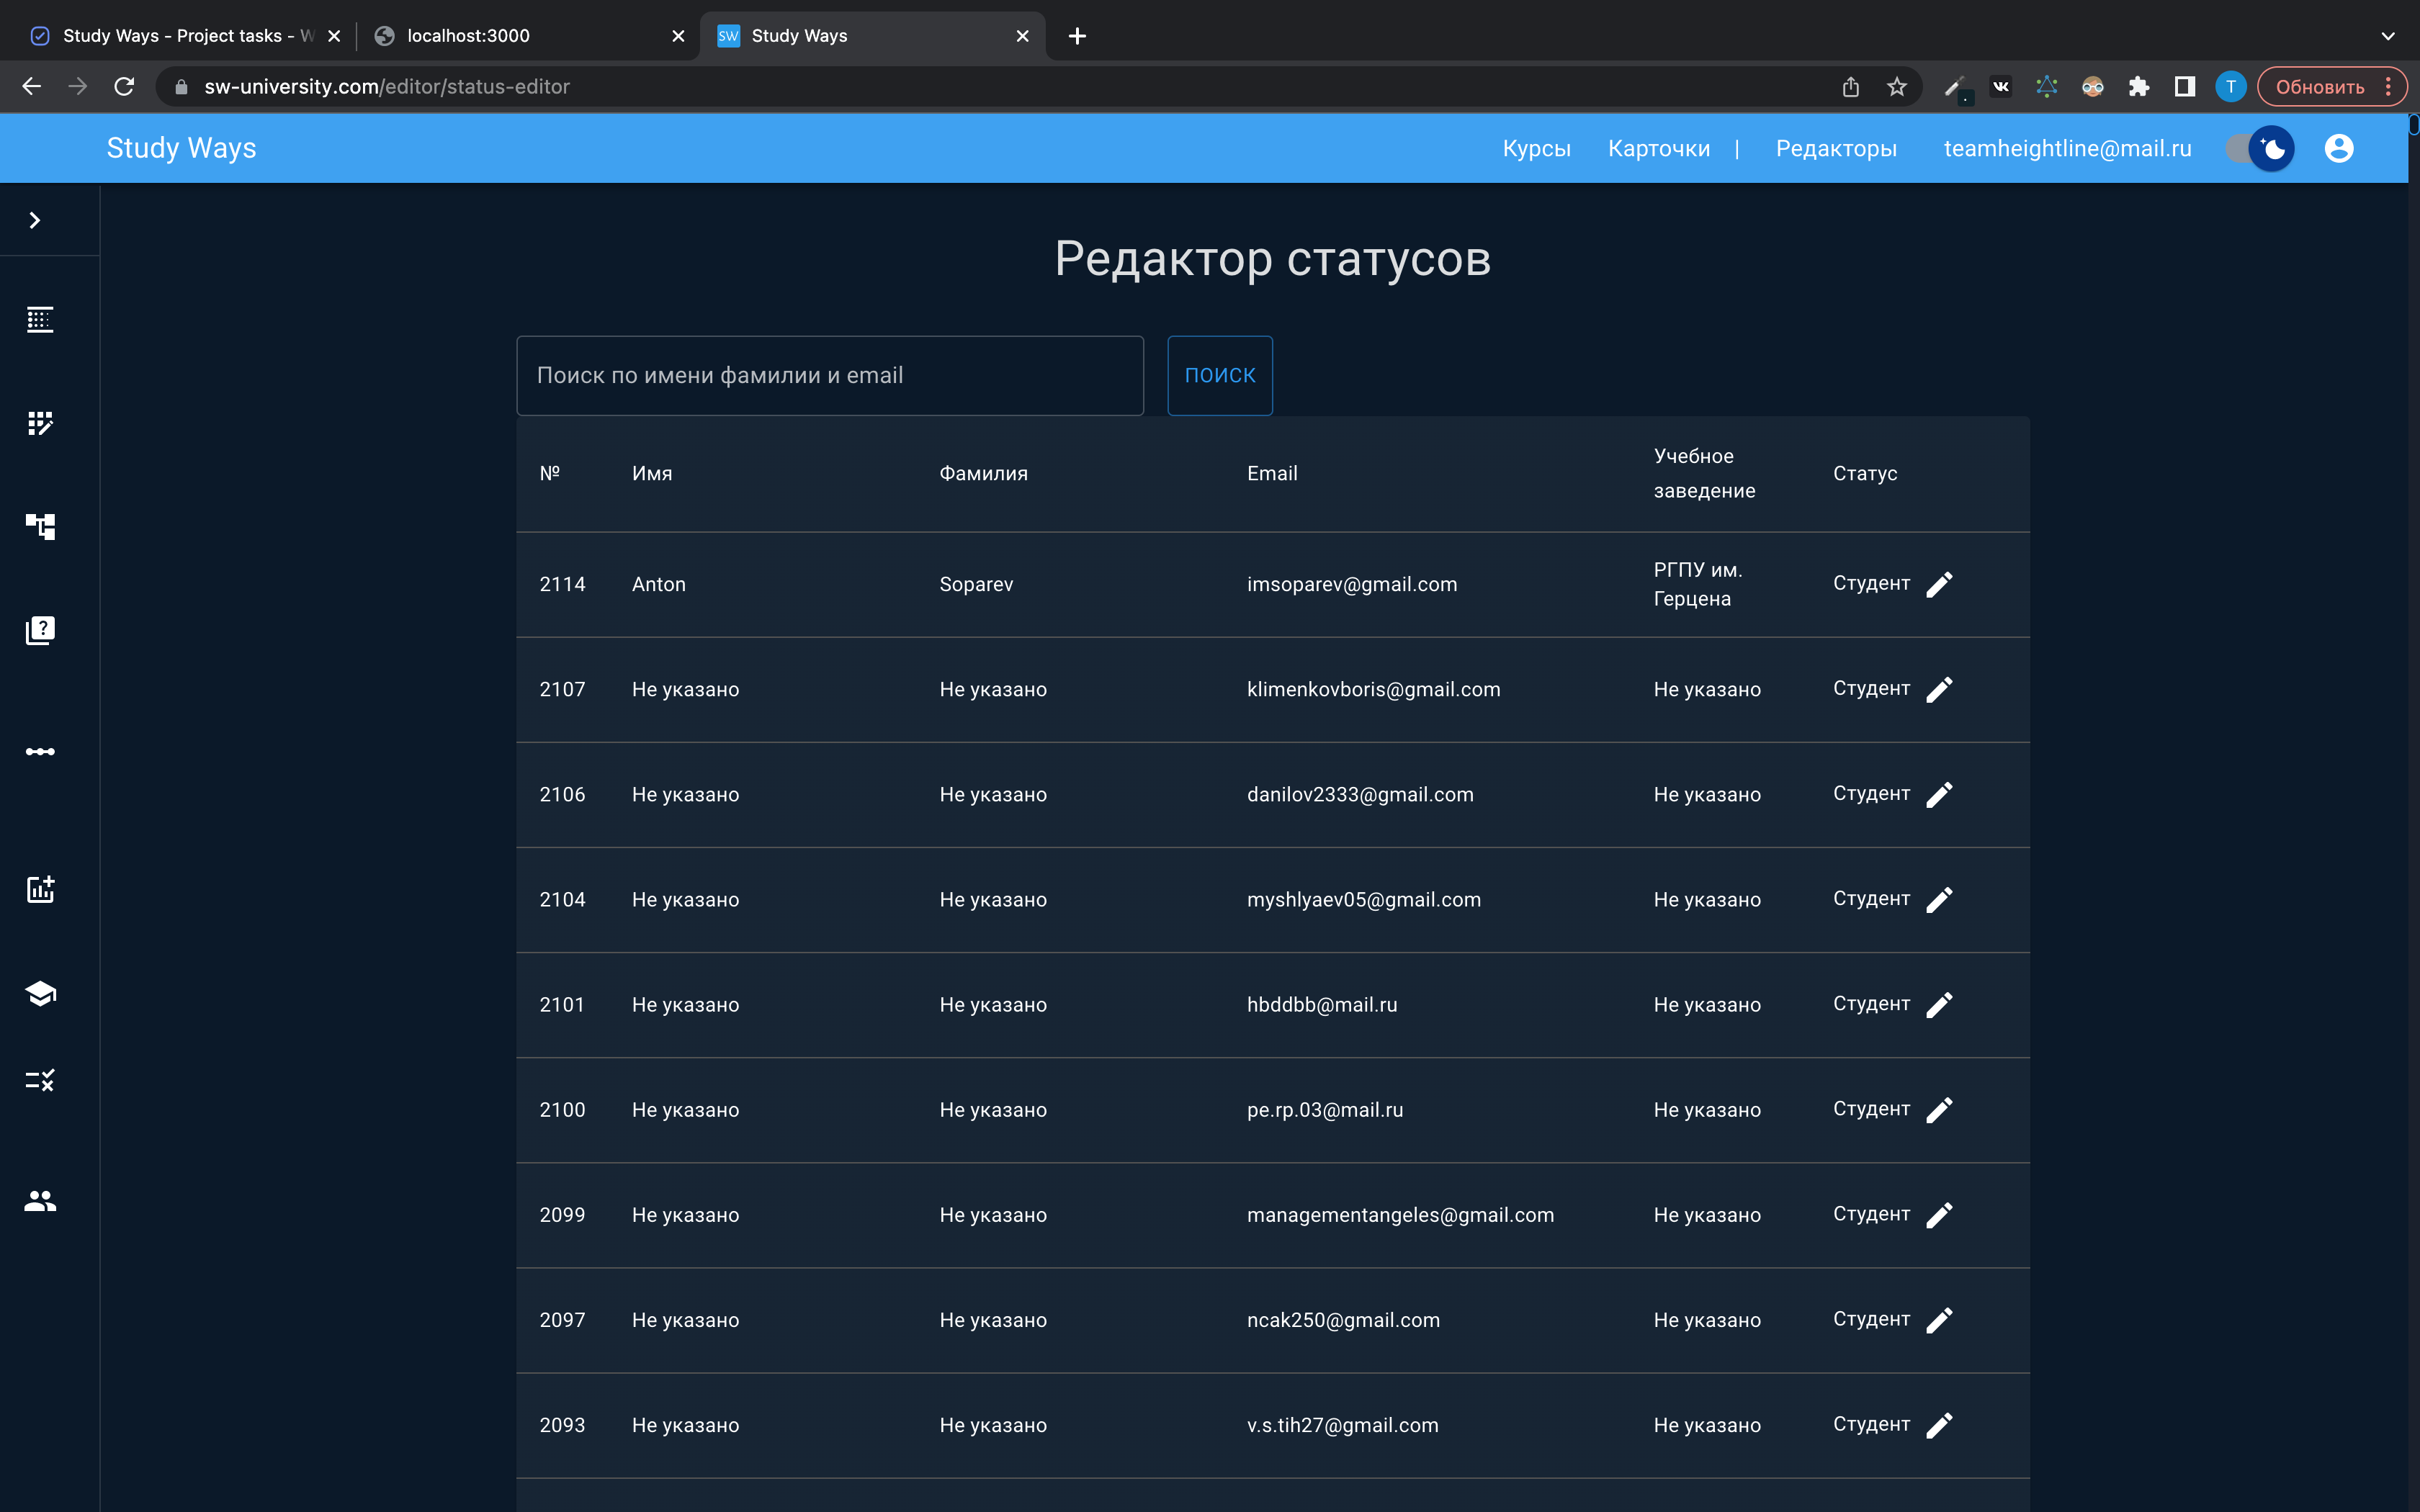 Study Ways - Project tasks - W
localhost:3000
SW Study Ways
sw-university.com/editor/status-editor
T
Обновить
Study Ways
Курсы Карточки | Редакторы teamheightline@mail.ru
Редактор статусов
Поиск по имени фамилии и email
ПОИСК
№ Имя Фамилия Email Учебное заведение Статус
2114 Anton Soparev imsoparev@gmail.com РГПУ им. Герцена Студент
2107 Не указано Не указано klimenkovboris@gmail.com Не указано Студент
2106 Не указано Не указано danilov2333@gmail.com Не указано Студент
2104 Не указано Не указано myshlyaev05@gmail.com Не указано Студент
2101 Не указано Не указано hbddbb@mail.ru Не указано Студент
2100 Не указано Не указано pe.rp.03@mail.ru Не указано Студент
2099 Не указано Не указано managementangeles@gmail.com Не указано Студент
2097 Не указано Не указано ncak250@gmail.com Не указано Студент
2093 Не указано Не указано v.s.tih27@gmail.com Не указано Студент